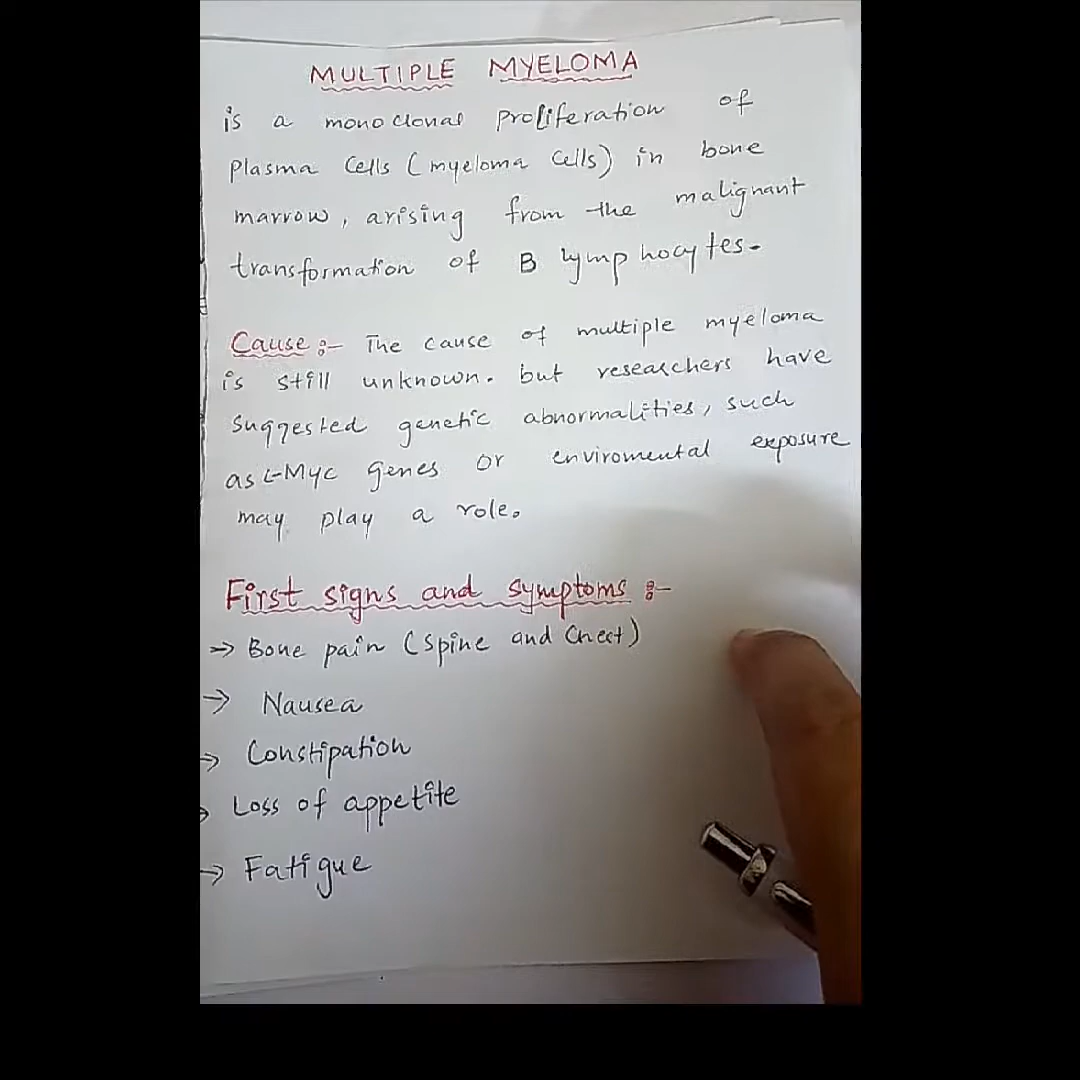 MULTIPLE MYELOMA
is a monoclonal proliferation of
plasma cells (myeloma cells) in bone
marrow, arising from the malignant
transformation of B lymphocytes.
Cause :- The cause of multiple myeloma
is still unknown. but researchers have
suggested genetic abnormalities, such
as c-Myc genes or enviromental exposure
may play a role.
First signs and symptoms :-
→ Bone pain (spine and Chest)
→ Nausea
→ Constipation
→ Loss of appetite
→ Fatigue